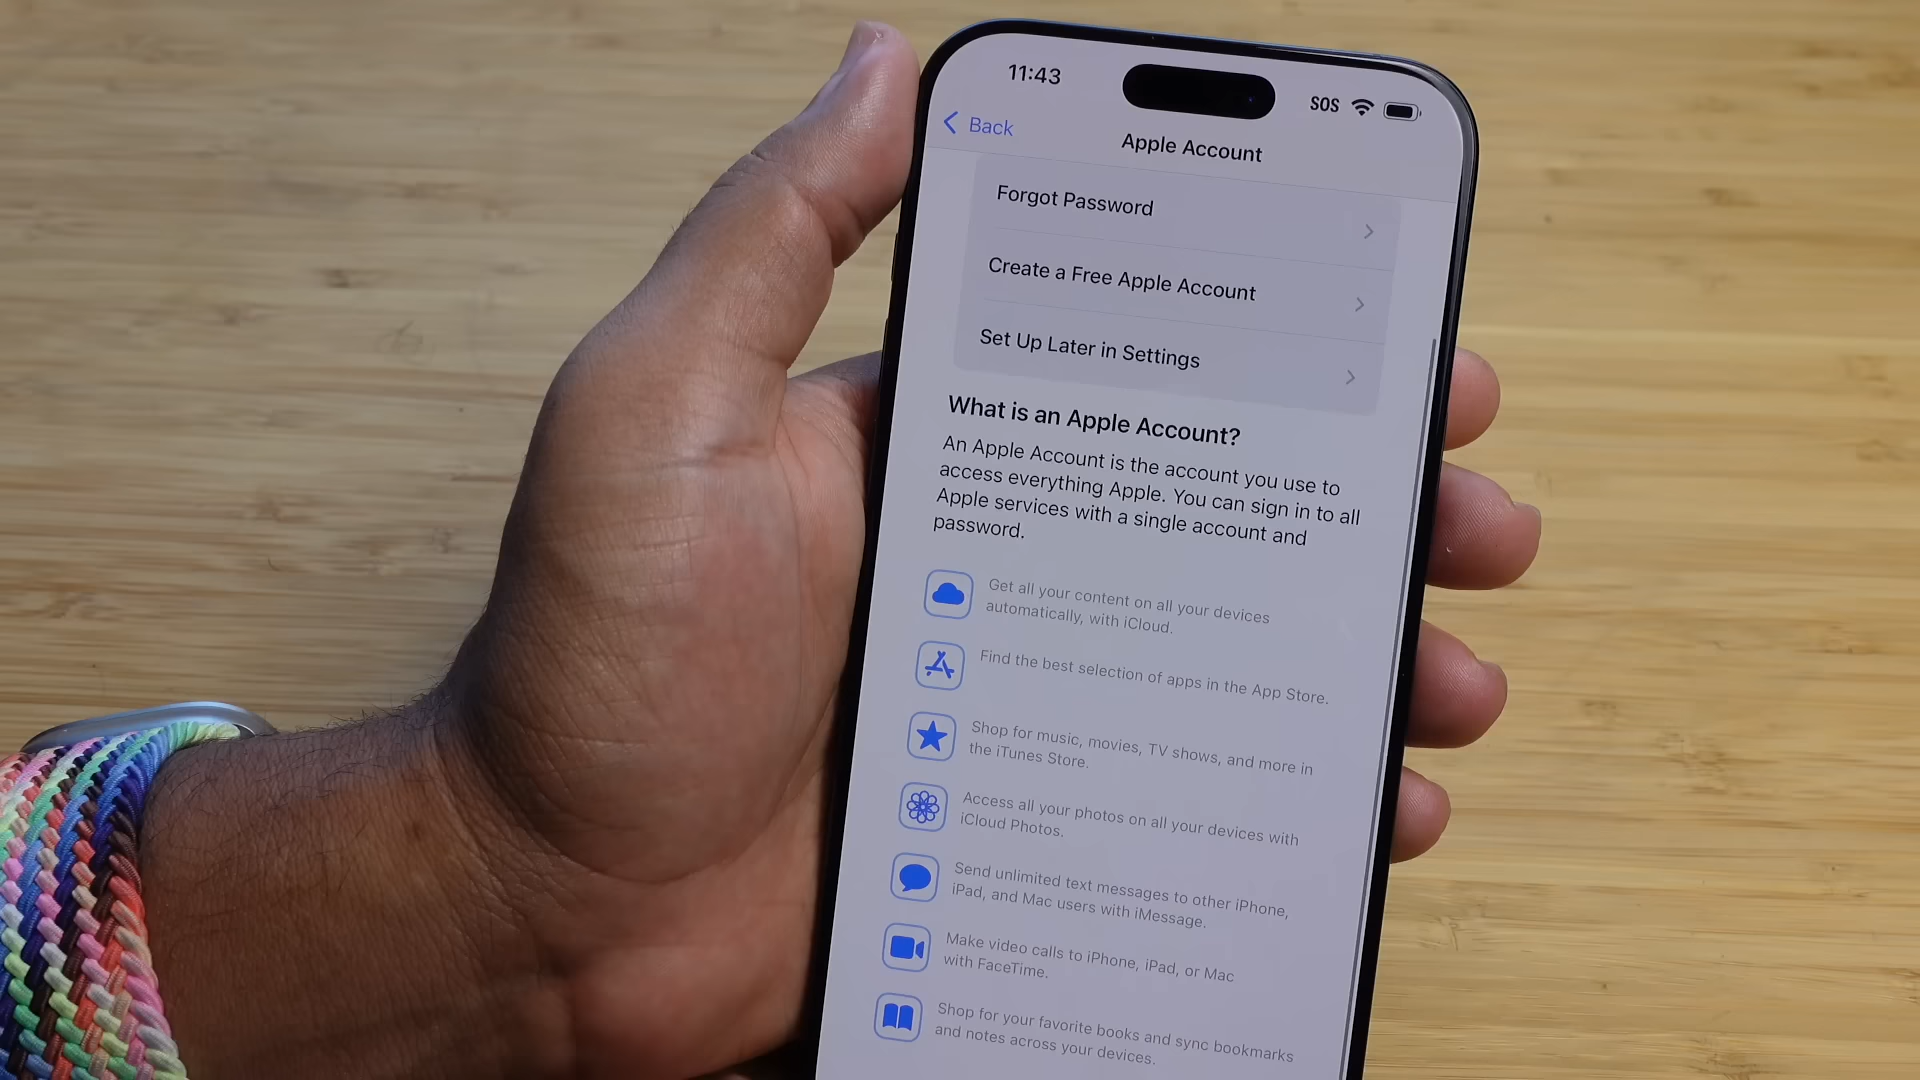 11:43
SOS
Back
Apple Account
Forgot Password
Create a Free Apple Account
Set Up Later in Settings
What is an Apple Account?
An Apple Account is the account you use to
access everything Apple. You can sign in to all
Apple services with a single account and
password.
Get all your content on all your devices
automatically, with iCloud.
Find the best selection of apps in the App Store.
Shop for music, movies, TV shows, and more in
the iTunes Store.
Access all your photos on all your devices with
iCloud Photos.
Send unlimited text messages to other iPhone,
iPad, and Mac users with iMessage.
Make video calls to iPhone, iPad, or Mac
with FaceTime.
Shop for your favorite books and sync bookmarks
and notes across your devices.